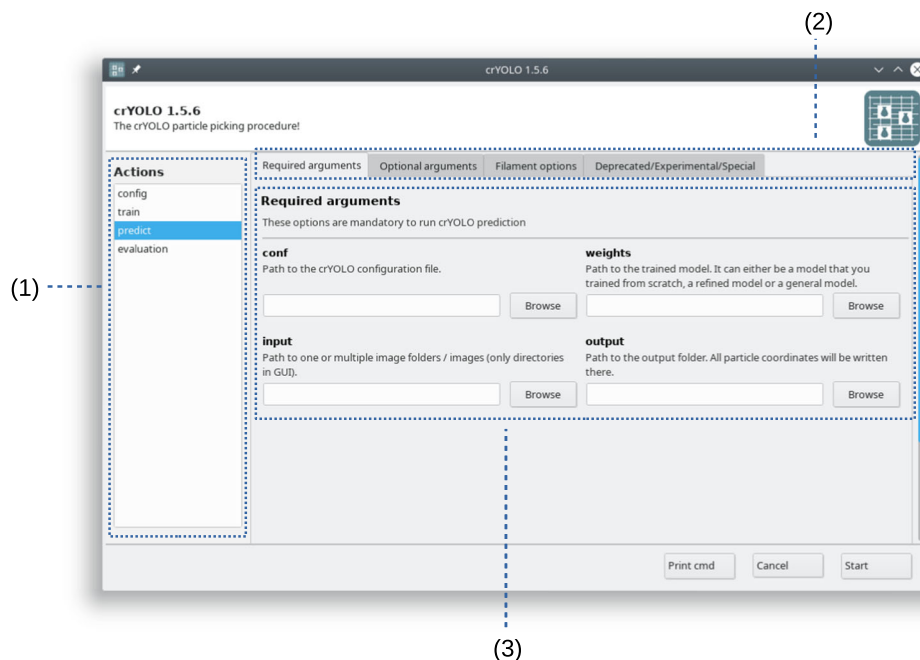 (2)
crYOLO 1.5.6
crYOLO 1.5.6
The crYOLO particle picking procedure!
Actions
config
train
predict
evaluation
Required arguments Optional arguments Filament options Deprecated/Experimental/Special
Required arguments
These options are mandatory to run crYOLO prediction
conf
Path to the crYOLO configuration file.
Browse
weights
Path to the trained model. It can either be a model that you
trained from scratch, a refined model or a general model.
Browse
(1)
input
Path to one or multiple image folders / images (only directories
in GUI).
Browse
output
Path to the output folder. All particle coordinates will be written
there.
Browse
Print cmd Cancel Start
(3)